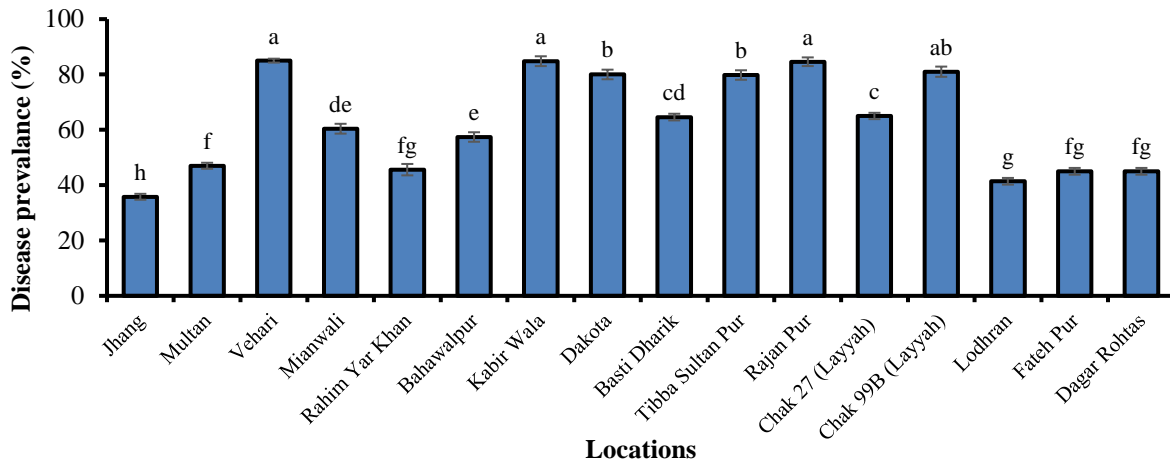 Disease prevalance (%)
100
80
60
40
20
0
h
f
a
de
fg
e
a
b
cd
b
a
c
ab
g
fg
fg
Jhang
Multan
Vehari
Mianwali
Rahim Yar Khan
Bahawalpur
Kabir Wala
Dakota
Basti Dharik
Tibba Sultan Pur
Rajan Pur
Chak 27 (Layyah)
Chak 99B (Layyah)
Lodhran
Fateh Pur
Dagar Rohtas
Locations